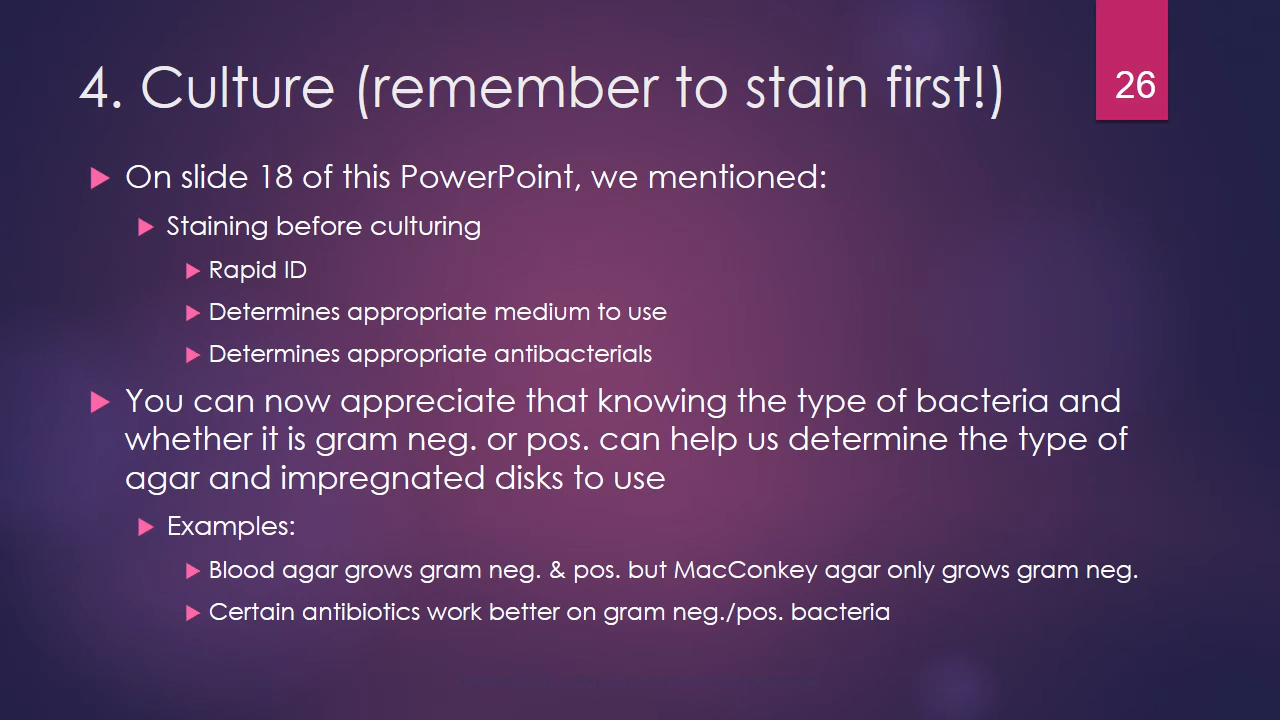 4. Culture (remember to stain first!)
26
On slide 18 of this PowerPoint, we mentioned:
Staining before culturing
Rapid ID
Determines appropriate medium to use
Determines appropriate antibacterials
You can now appreciate that knowing the type of bacteria and
whether it is gram neg. or pos. can help us determine the type of
agar and impregnated disks to use
Examples:
Blood agar grows gram neg. & pos. but MacConkey agar only grows gram neg.
Certain antibiotics work better on gram neg./pos. bacteria